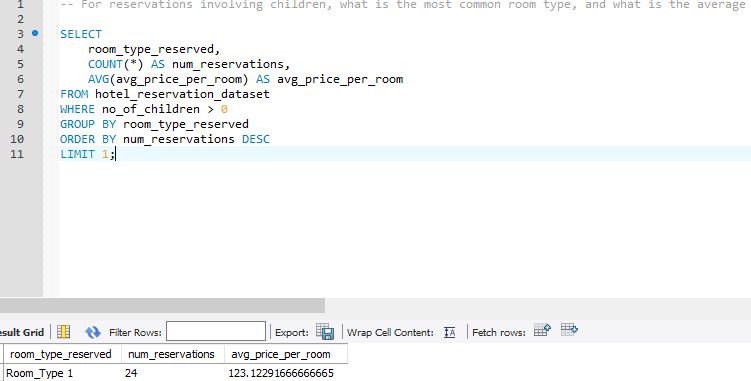 1 -- For reservations involving children, what is the most common room type, and what is the average
2
3 SELECT
4 room_type_reserved,
5 COUNT(*) AS num_reservations,
6 AVG(avg_price_per_room) AS avg_price_per_room
7 FROM hotel_reservation_dataset
8 WHERE no_of_children > 0
9 GROUP BY room_type_reserved
10 ORDER BY num_reservations DESC
11 LIMIT 1;
esult Grid Filter Rows: Export: Wrap Cell Content: Fetch rows:
room_type_reserved num_reservations avg_price_per_room
Room_Type 1 24 123.12291666666665